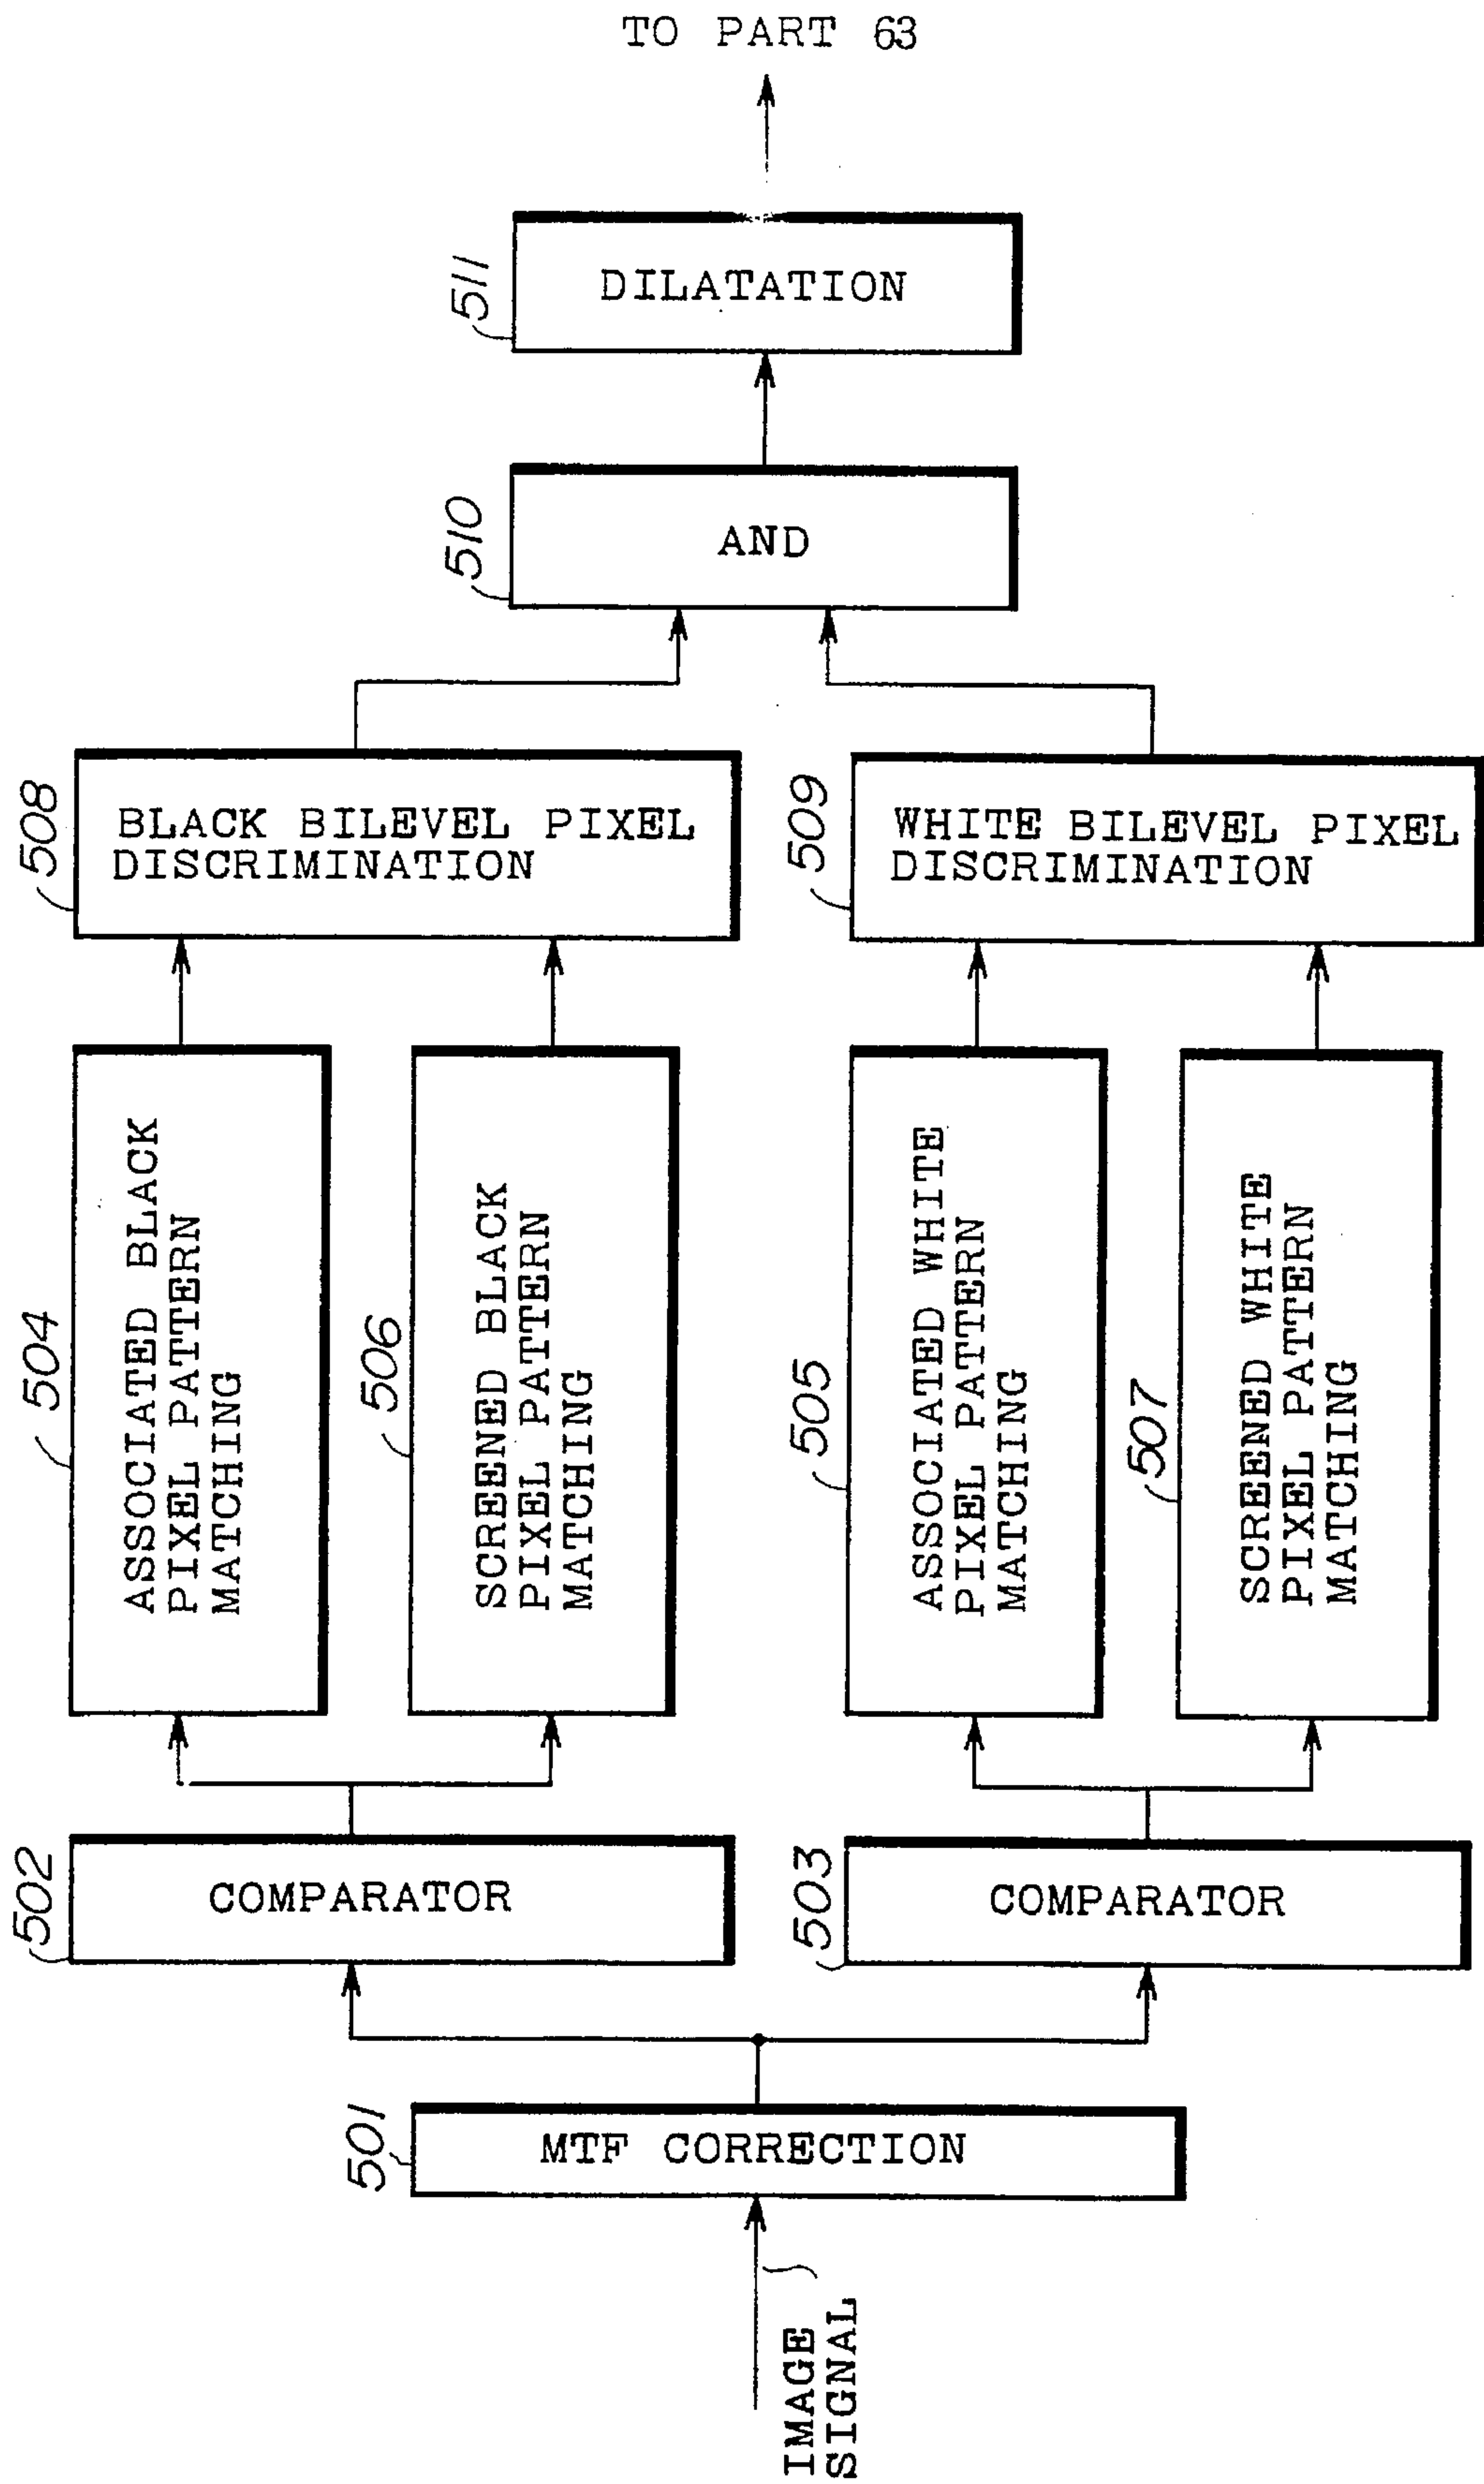 TO PART 63
511
DILATATION
510
AND
508
BLACK BILEVEL PIXEL
DISCRIMINATION
509
WHITE BILEVEL PIXEL
DISCRIMINATION
504
ASSOCIATED BLACK
PIXEL PATTERN
MATCHING
506
SCREENED BLACK
PIXEL PATTERN
MATCHING
505
ASSOCIATED WHITE
PIXEL PATTERN
MATCHING
507
SCREENED WHITE
PIXEL PATTERN
MATCHING
502
COMPARATOR
503
COMPARATOR
501
MTF CORRECTION
IMAGE
SIGNAL